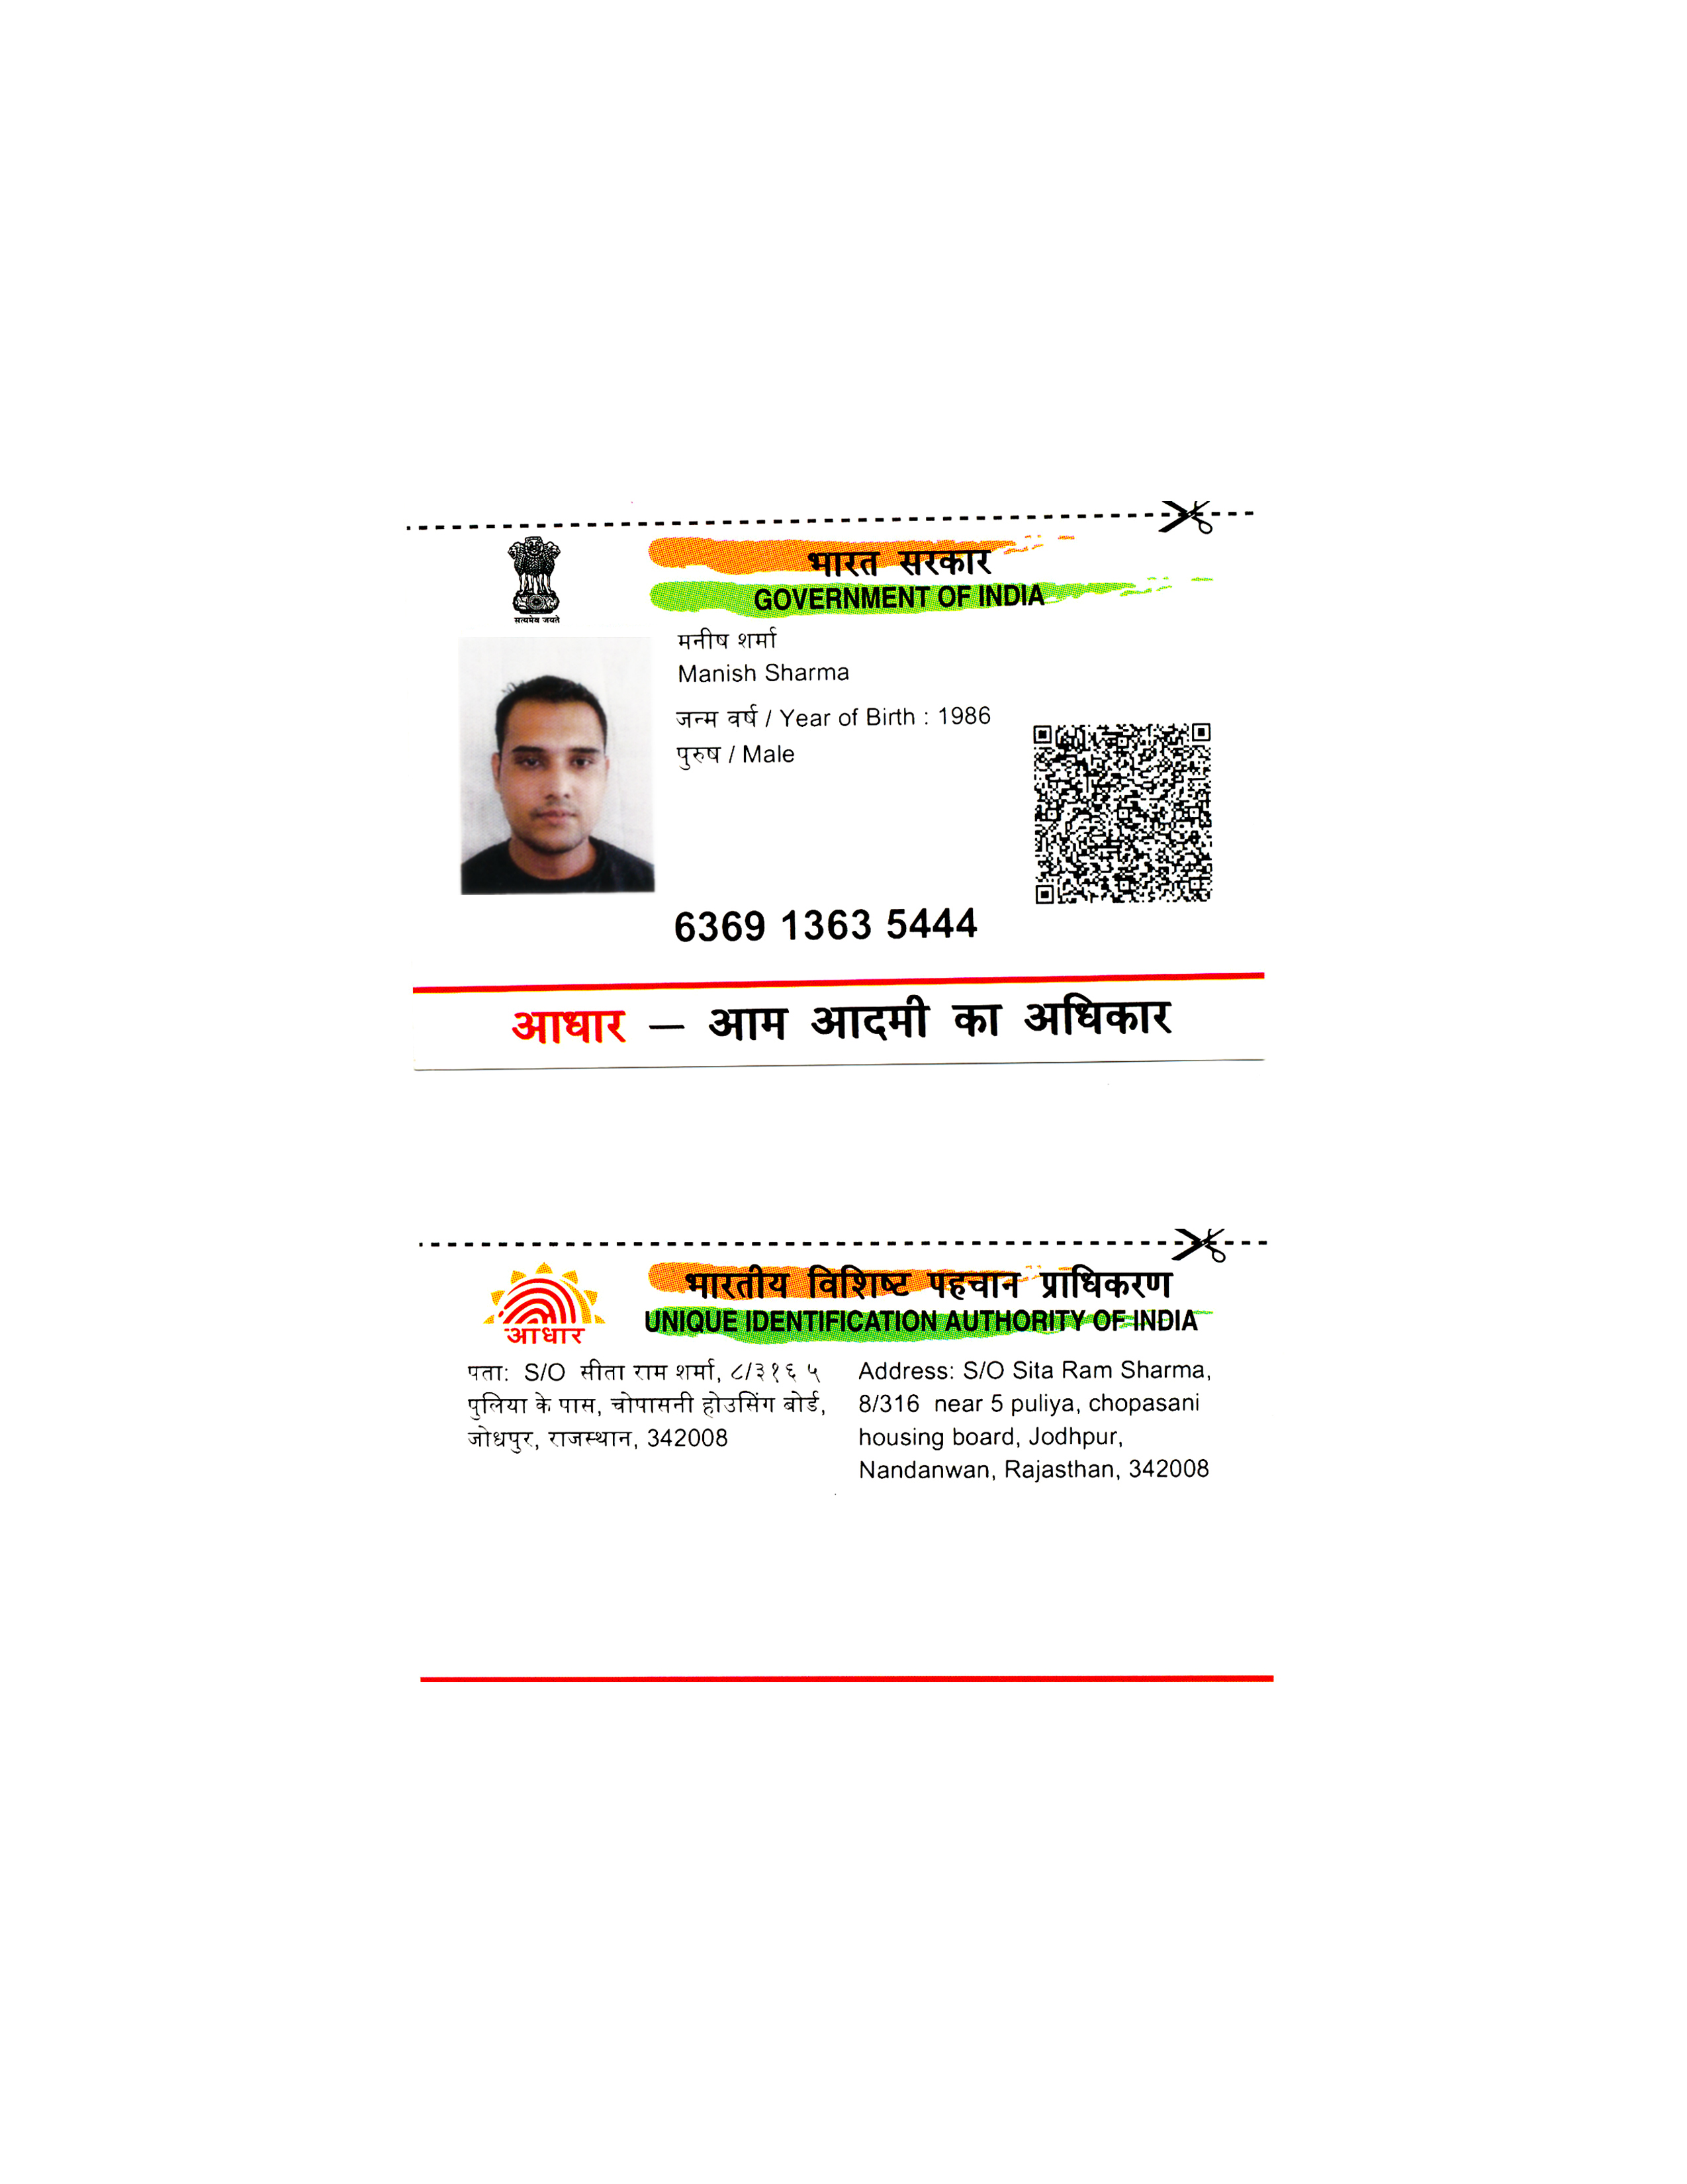 भारत सरकार
GOVERNMENT OF INDIA
सत्यमेव जयते
मनीष शर्मा
Manish Sharma
जन्म वर्ष / Year of Birth : 1986
पुरुष / Male
6369 1363 5444
आधार – आम आदमी का अधिकार
भारतीय विशिष्ट पहचान प्राधिकरण
UNIQUE IDENTIFICATION AUTHORITY OF INDIA
आधार
पता: S/O सीता राम शर्मा, ८/३१६ ५
पुलिया के पास, चोपासनी होउसिंग बोर्ड,
जोधपुर, राजस्थान, 342008
Address: S/O Sita Ram Sharma,
8/316 near 5 puliya, chopasani
housing board, Jodhpur,
Nandanwan, Rajasthan, 342008